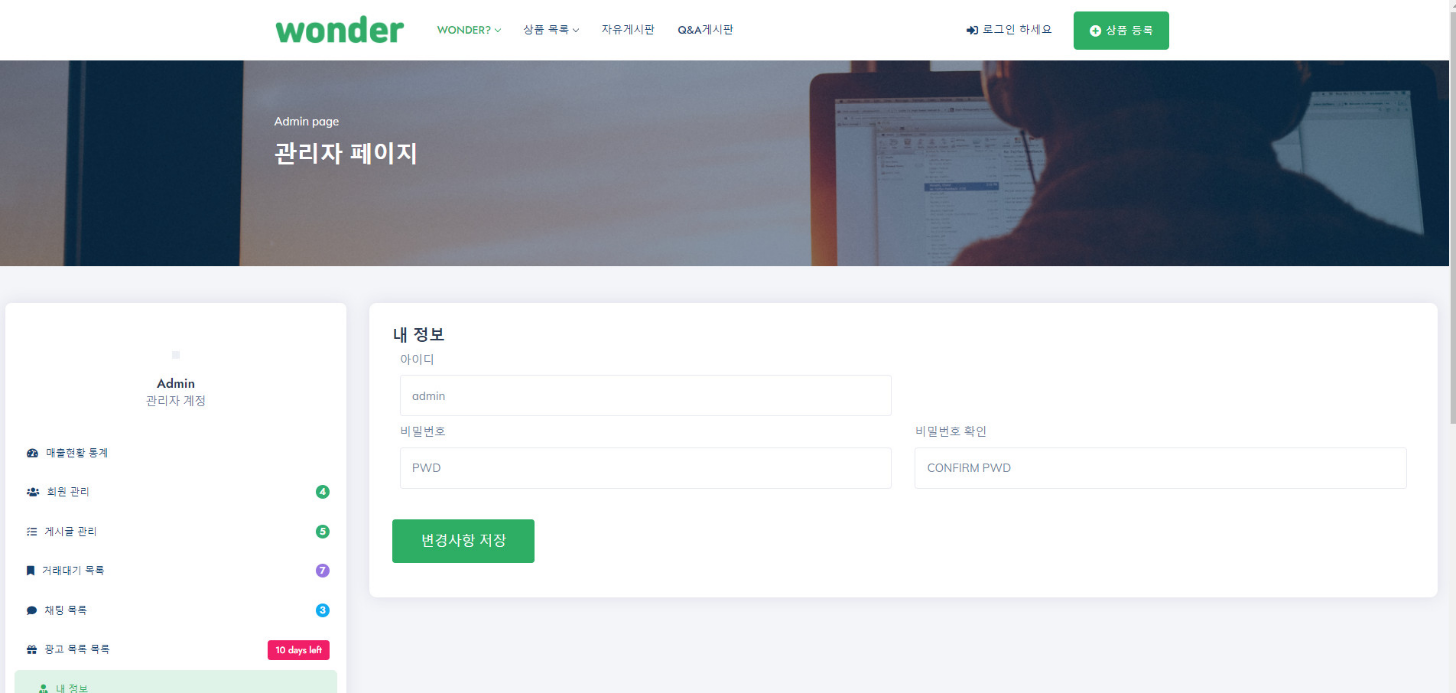 wonder
WONDER?
상품 목록
자유게시판
Q&A게시판
로그인 하세요
상품 등록
Admin page
관리자 페이지
Admin
관리자 계정
매출현황 통계
회원 관리 4
게시글 관리 5
거래대기 목록 7
채팅 목록 3
광고 목록 목록 10 days left
내 정보
내 정보
아이디
admin
비밀번호
비밀번호 확인
PWD
CONFIRM PWD
변경사항 저장